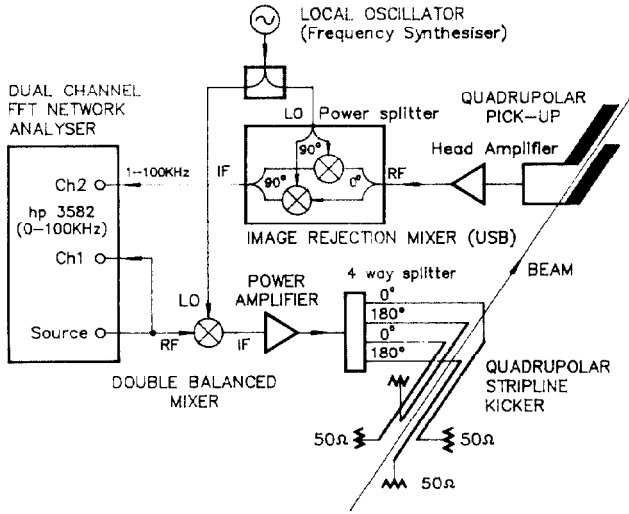 LOCAL OSCILLATOR
(Frequency Synthesiser)
DUAL CHANNEL
FFT NETWORK
ANALYSER
QUADRUPOLAR
PICK-UP
LO
Power splitter
Head Amplifier
90°
1-100KHz
IF
90°
0°
RF
Ch2
hp 3582
(0-100KHz)
Ch1
IMAGE REJECTION MIXER (USB)
BEAM
POWER
AMPLIFIER
4 way splitter
LO
0°
180°
0°
180°
Source
RF
IF
DOUBLE BALANCED
MIXER
QUADRUPOLAR
STRIPLINE
KICKER
50Ω
50Ω
50Ω